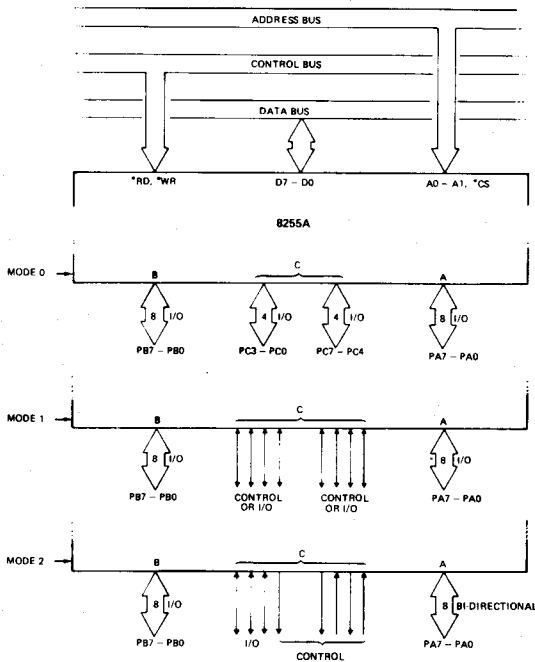 ADDRESS BUS
CONTROL BUS
DATA BUS
*RD, *WR
D7 – D0
A0 – A1, *CS
8255A
MODE 0
B
C
A
8 I/O
4 I/O
4 I/O
8 I/O
PB7 – PB0
PC3 – PC0
PC7 – PC4
PA7 – PA0
MODE 1
B
C
A
8 I/O
8 I/O
PB7 – PB0
CONTROL
OR I/O
CONTROL
OR I/O
PA7 – PA0
MODE 2
B
C
A
8 I/O
8 BI-DIRECTIONAL
PB7 – PB0
I/O
PA7 – PA0
CONTROL